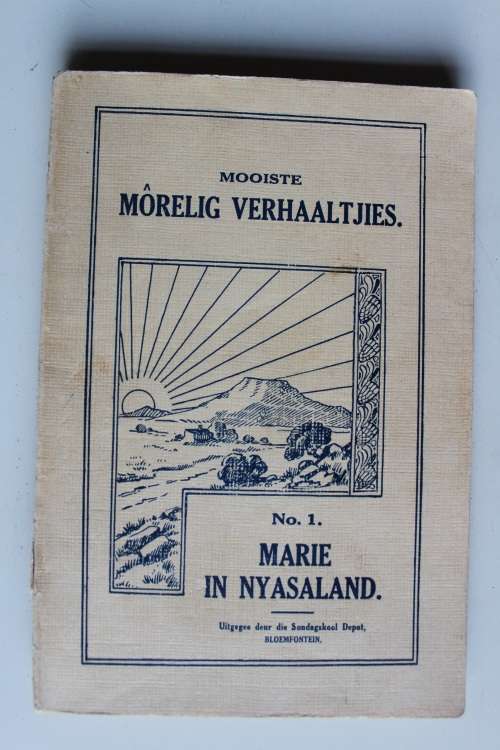 MOOISTE
MÔRELIG VERHAALTJIES.
No. 1.
MARIE
IN NYASALAND.
Uitgegee deur die Sondagskool Depot,
BLOEMFONTEIN.